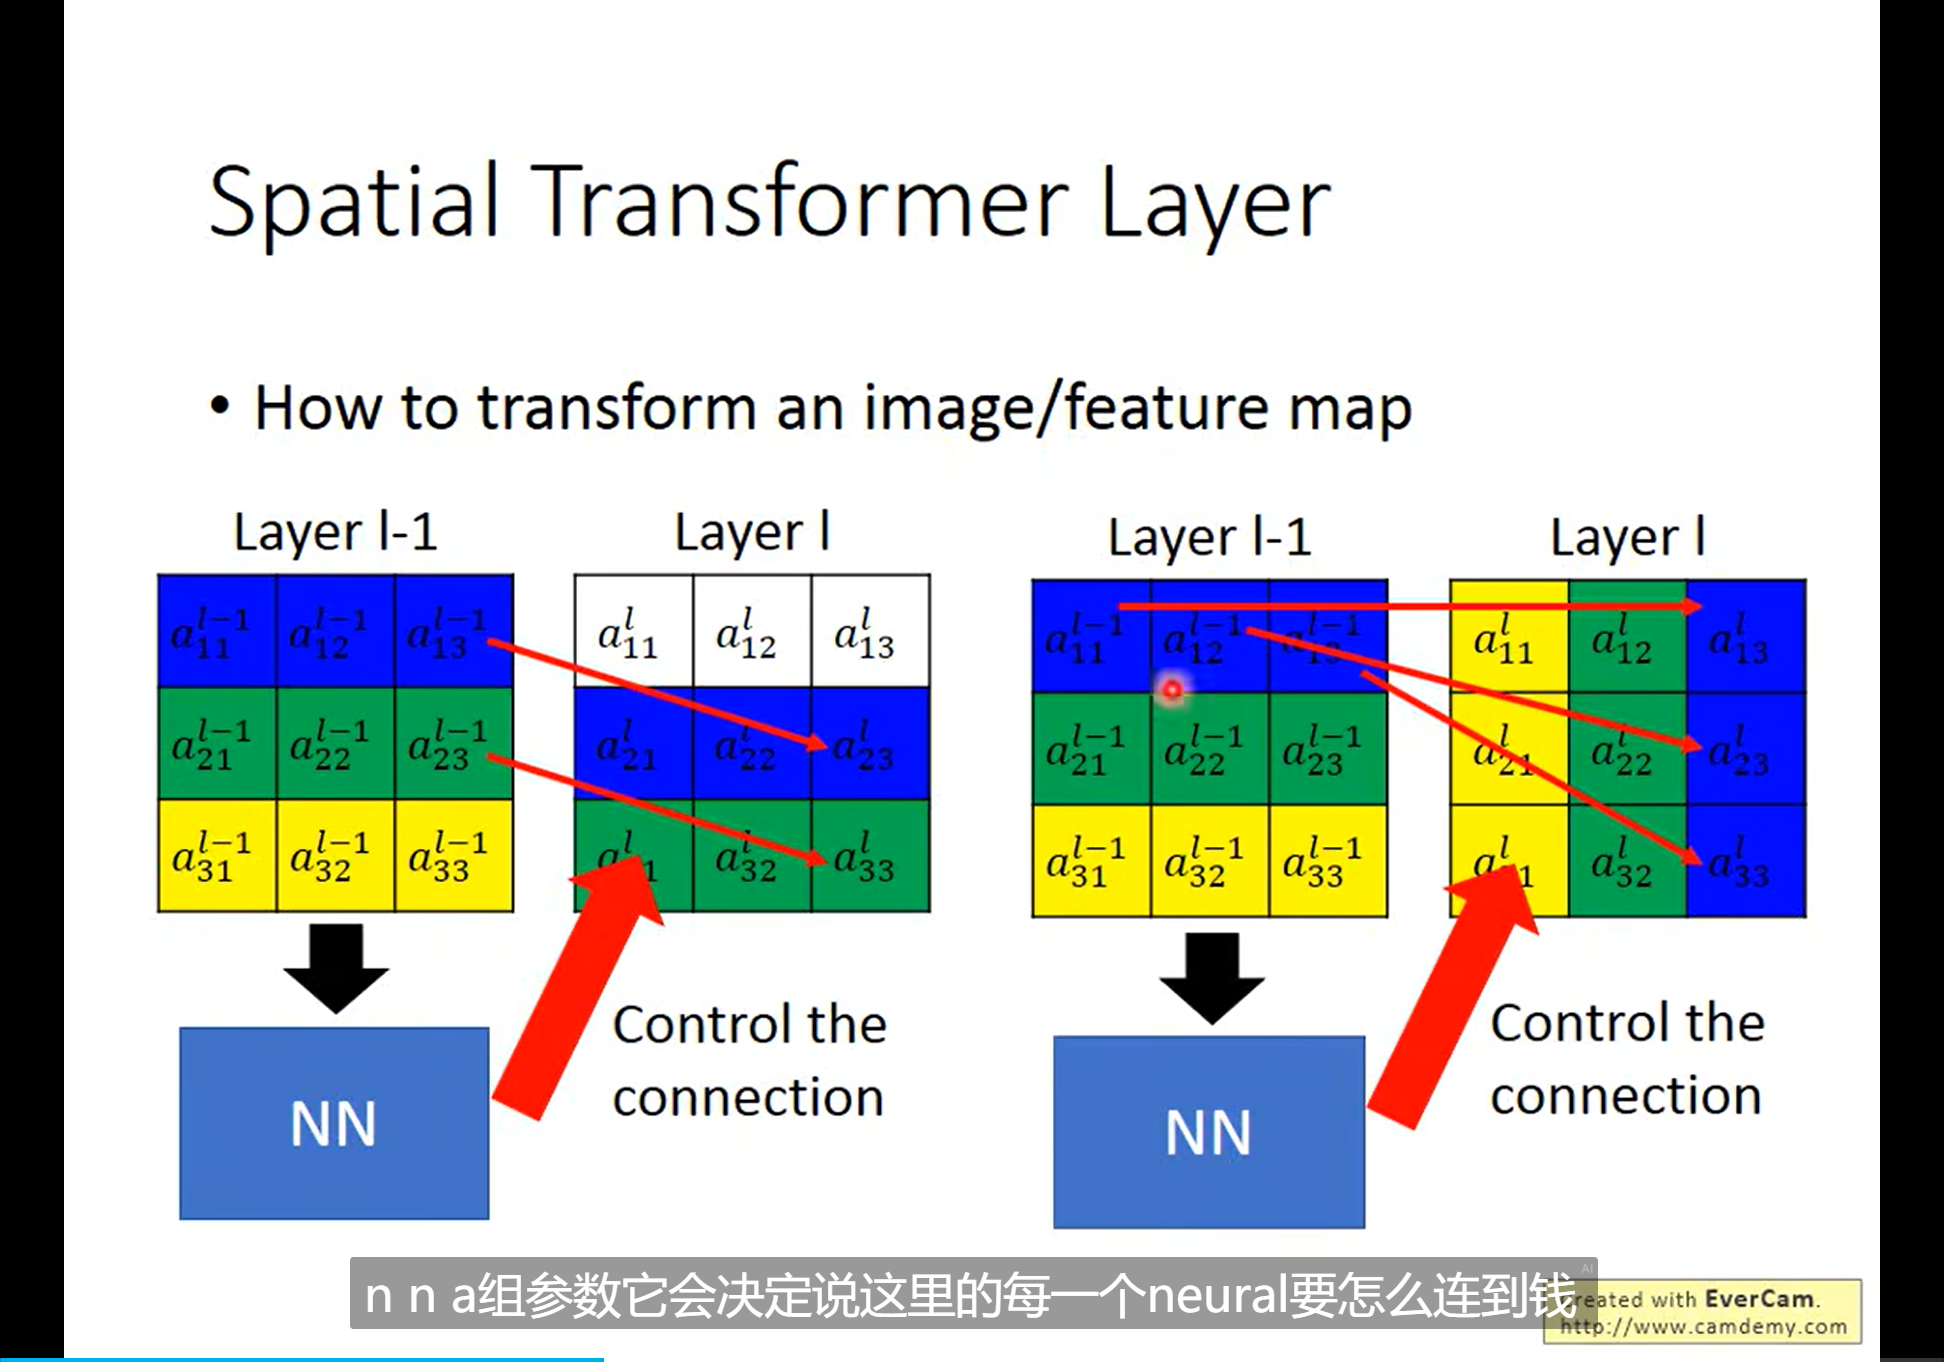 Spatial Transformer Layer
• How to transform an image/feature map
Layer l-1
Layer l
Layer l-1
Layer l
a_{11}^{l-1} a_{12}^{l-1} a_{13}^{l-1}
a_{21}^{l-1} a_{22}^{l-1} a_{23}^{l-1}
a_{31}^{l-1} a_{32}^{l-1} a_{33}^{l-1}
a_{11}^{l} a_{12}^{l} a_{13}^{l}
a_{21}^{l} a_{22}^{l} a_{23}^{l}
a_{32}^{l} a_{33}^{l}
a_{11}^{l-1} a_{12}^{l-1} a_{13}^{l-1}
a_{21}^{l-1} a_{22}^{l-1} a_{23}^{l-1}
a_{31}^{l-1} a_{32}^{l-1} a_{33}^{l-1}
a_{11}^{l} a_{12}^{l} a_{13}^{l}
a_{21}^{l} a_{22}^{l} a_{23}^{l}
a_{32}^{l} a_{33}^{l}
NN
Control the
connection
NN
Control the
connection
n n a组参数它会决定说这里的每一个neural要怎么连到钱
AI
with EverCam.
http://www.camdemy.com